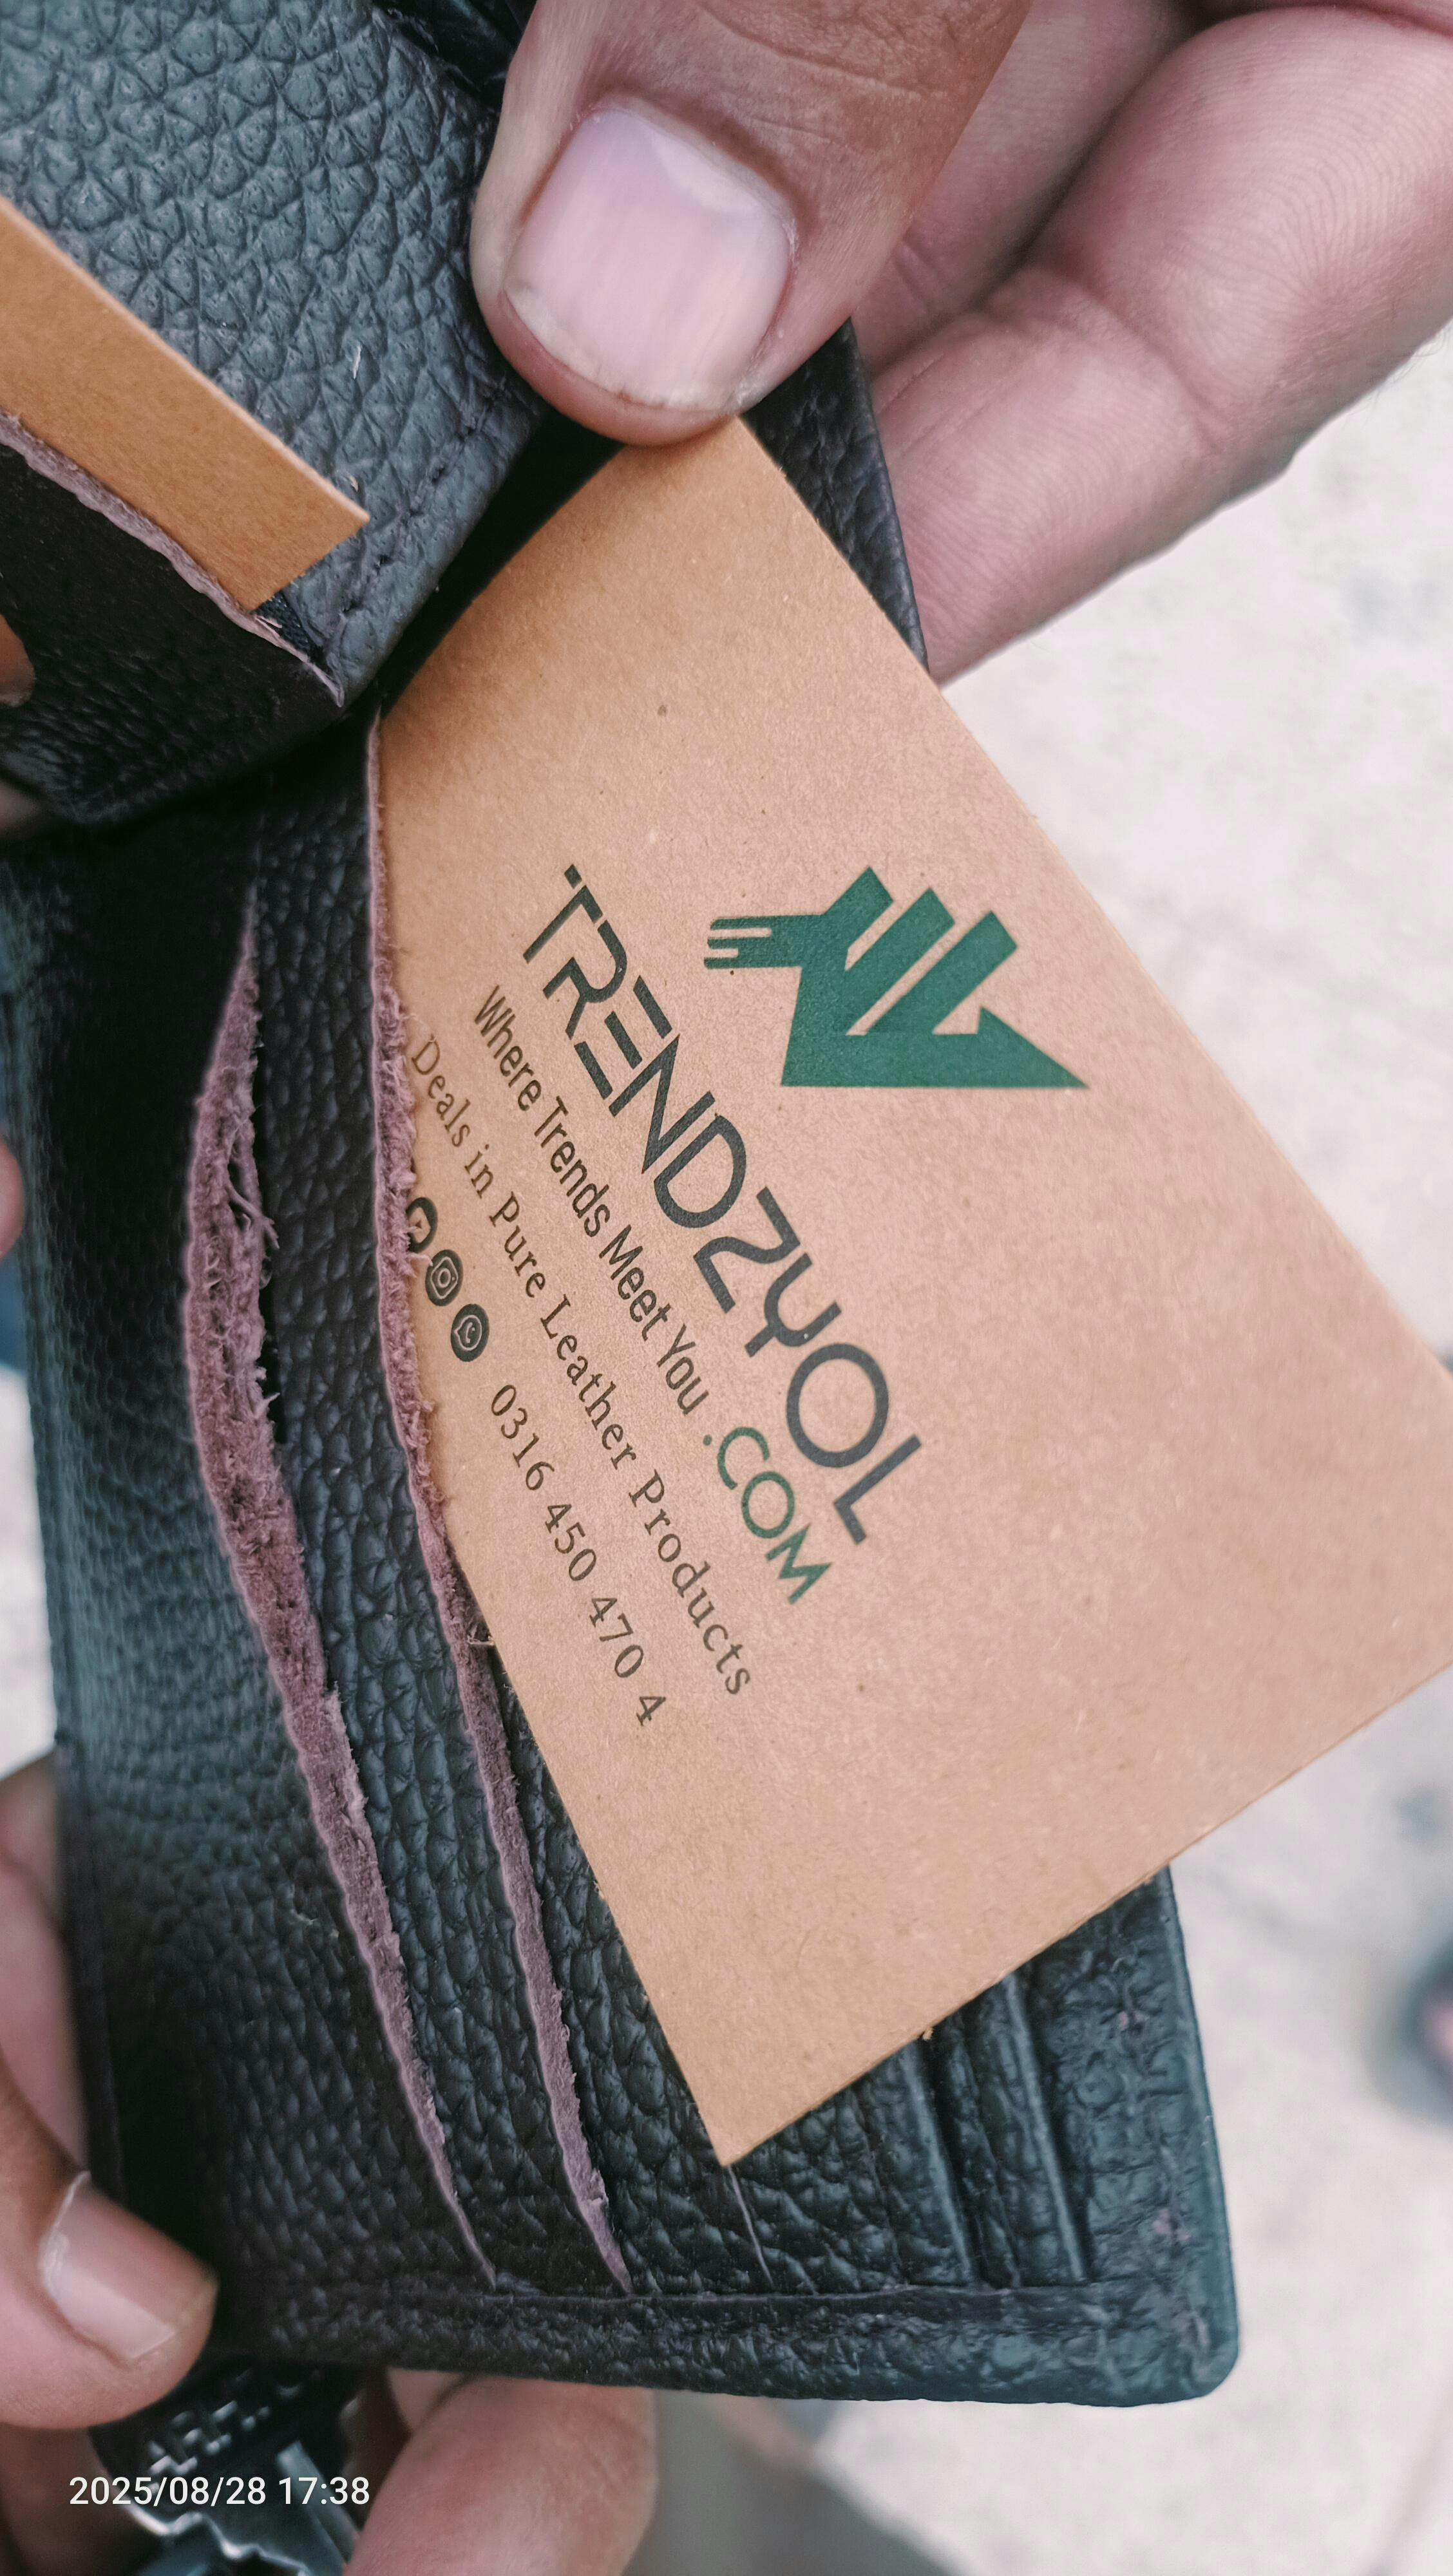 TRENDZYOL
.COM
Where Trends Meet You
Deals in Pure Leather Products
0316 450 470 4
2025/08/28 17:38